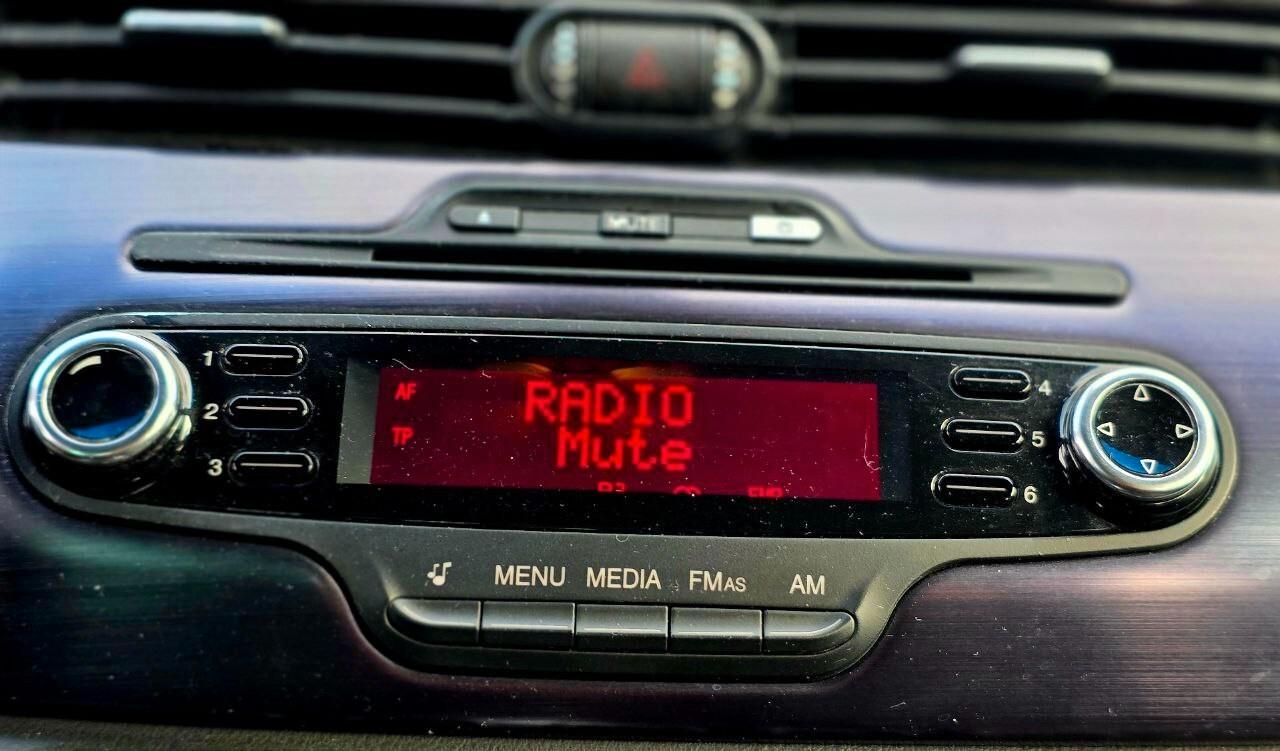 MUTE
1
2
3
AF
TP
RADIO
Mute
4
5
6
MENU MEDIA FMAS AM